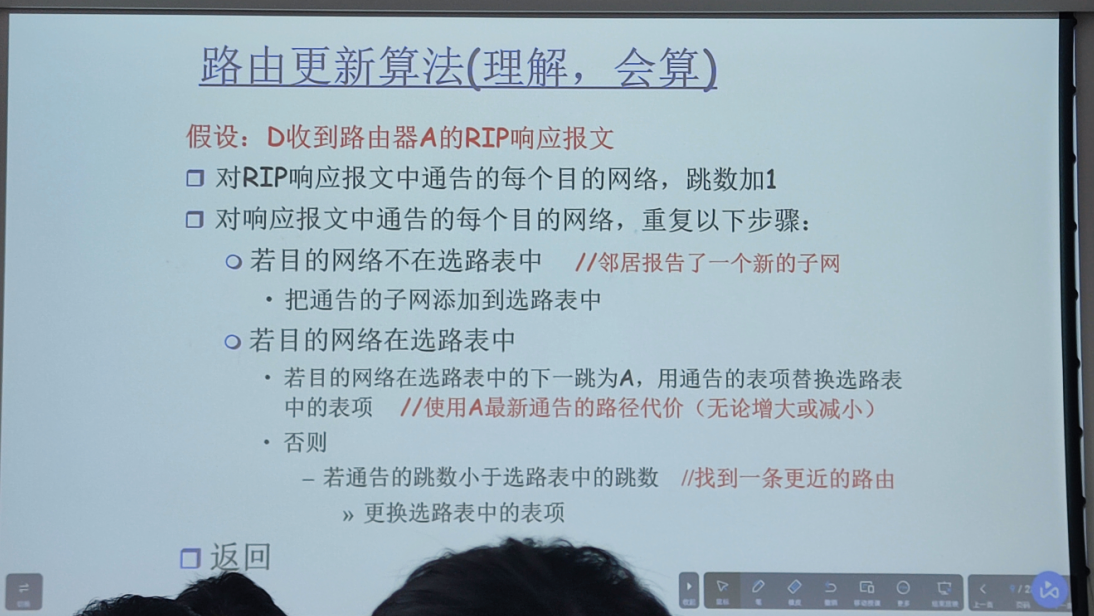 路由更新算法(理解，会算)
假设：D收到路由器A的RIP响应报文
对RIP响应报文中通告的每个目的网络，跳数加1
对响应报文中通告的每个目的网络，重复以下步骤：
若目的网络不在选路表中 //邻居报告了一个新的子网
• 把通告的子网添加到选路表中
若目的网络在选路表中
• 若目的网络在选路表中的下一跳为A，用通告的表项替换选路表
中的表项 //使用A最新通告的路径代价（无论增大或减小）
• 否则
– 若通告的跳数小于选路表中的跳数 //找到一条更近的路由
» 更换选路表中的表项
返回